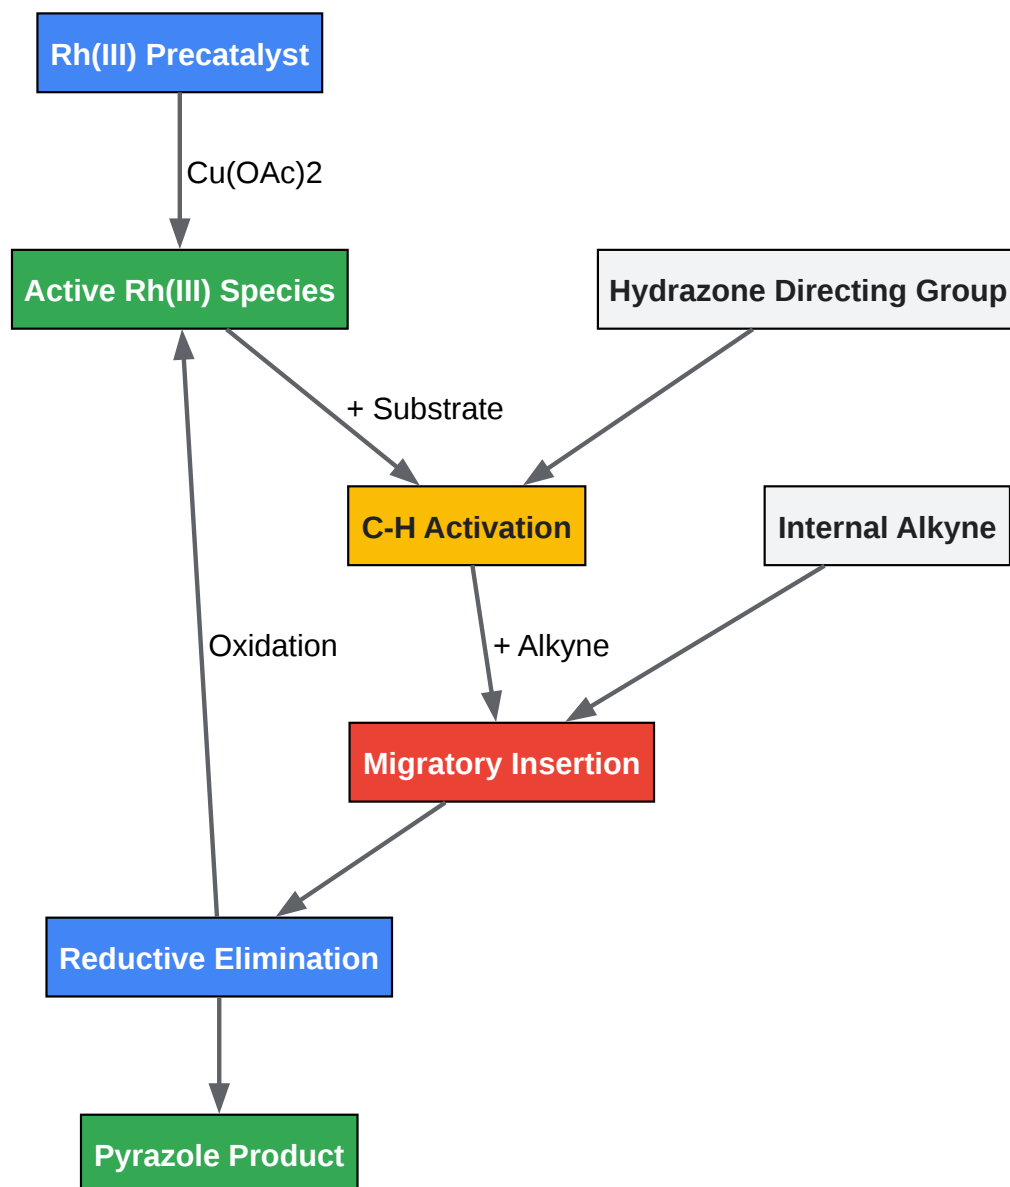 Rh(III) Precatalyst
Cu(OAc)2
Active Rh(III) Species
Hydrazone Directing Group
+ Substrate
C-H Activation
Internal Alkyne
Oxidation
+ Alkyne
Migratory Insertion
Reductive Elimination
Pyrazole Product